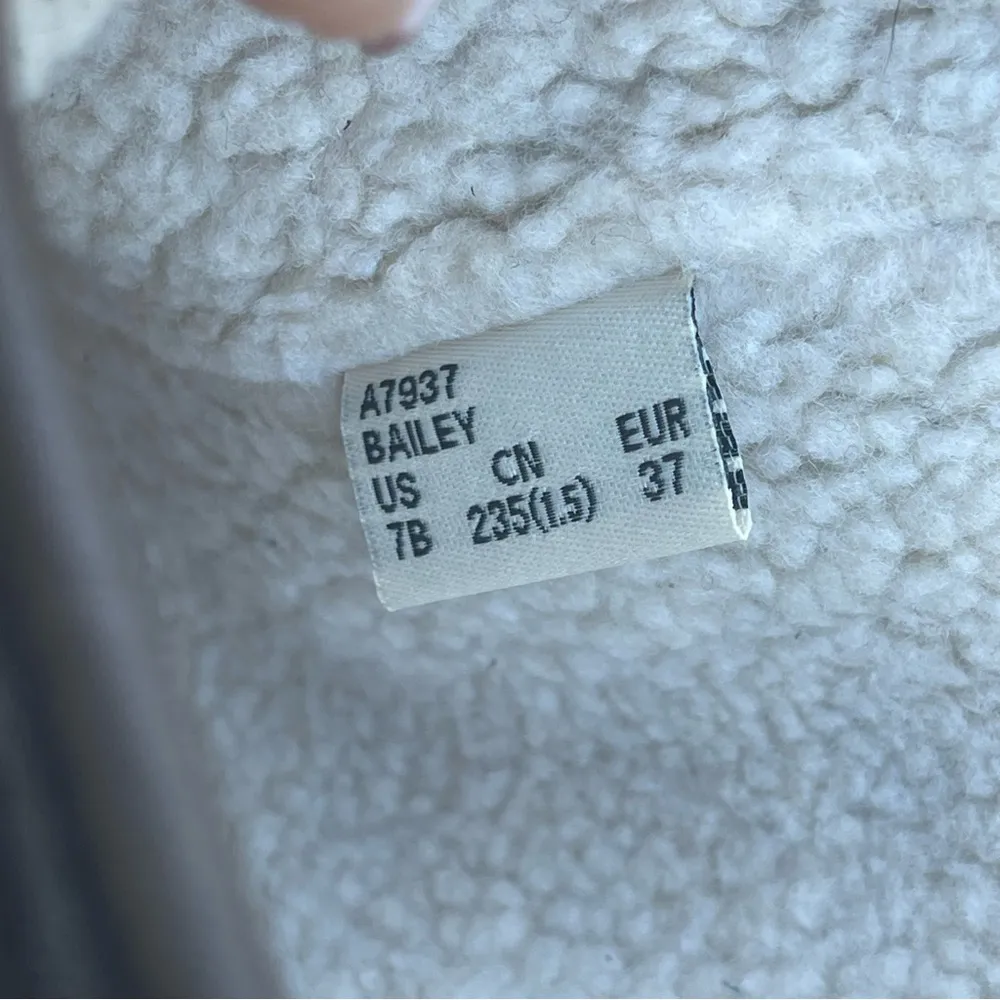 A7937
BAILEY
US CN EUR
7B 235(1.5) 37